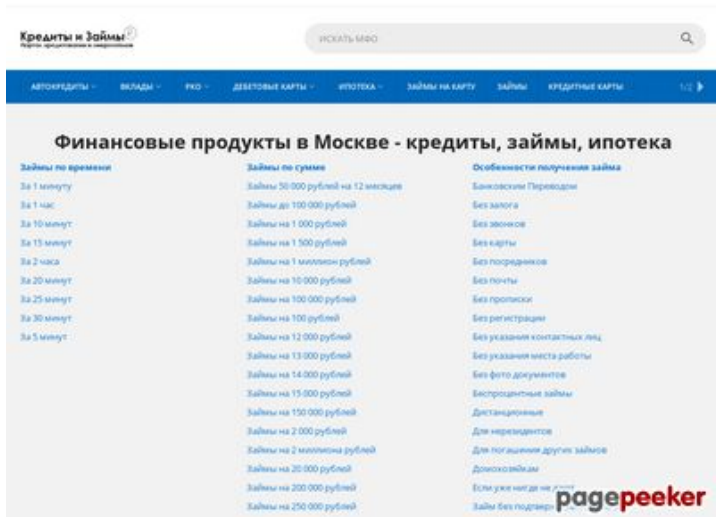 Кредиты и Займы
ИСКАТЬ МФО
АВТОКРЕДИТЫ ВКЛАДЫ РКО ДЕБЕТОВЫЕ КАРТЫ ИПОТЕКА ЗАЙМЫ НА КАРТУ ЗАЙМЫ КРЕДИТНЫЕ КАРТЫ 1/2
Финансовые продукты в Москве - кредиты, займы, ипотека
Займы по времени
За 1 минуту
За 1 час
За 10 минут
За 15 минут
За 2 часа
За 20 минут
За 25 минут
За 30 минут
За 5 минут
Займы по сумме
Займы 50 000 рублей на 12 месяцев
Займы до 100 000 рублей
Займы на 1 000 рублей
Займы на 1 500 рублей
Займы на 1 миллион рублей
Займы на 10 000 рублей
Займы на 100 000 рублей
Займы на 100 рублей
Займы на 12 000 рублей
Займы на 13 000 рублей
Займы на 14 000 рублей
Займы на 15 000 рублей
Займы на 150 000 рублей
Займы на 2 000 рублей
Займы на 2 миллиона рублей
Займы на 20 000 рублей
Займы на 200 000 рублей
Займы на 250 000 рублей
Особенности получения займа
Банковским Переводом
Без залога
Без звонков
Без карты
Без посредников
Без почты
Без прописки
Без регистрации
Без указания контактных лиц
Без указания места работы
Без фото документов
Беспроцентные займы
Дистанционные
Для нерезидентов
Для погашения других займов
Домохозяйкам
Если уже нигде не
Займ без
pagepeeker